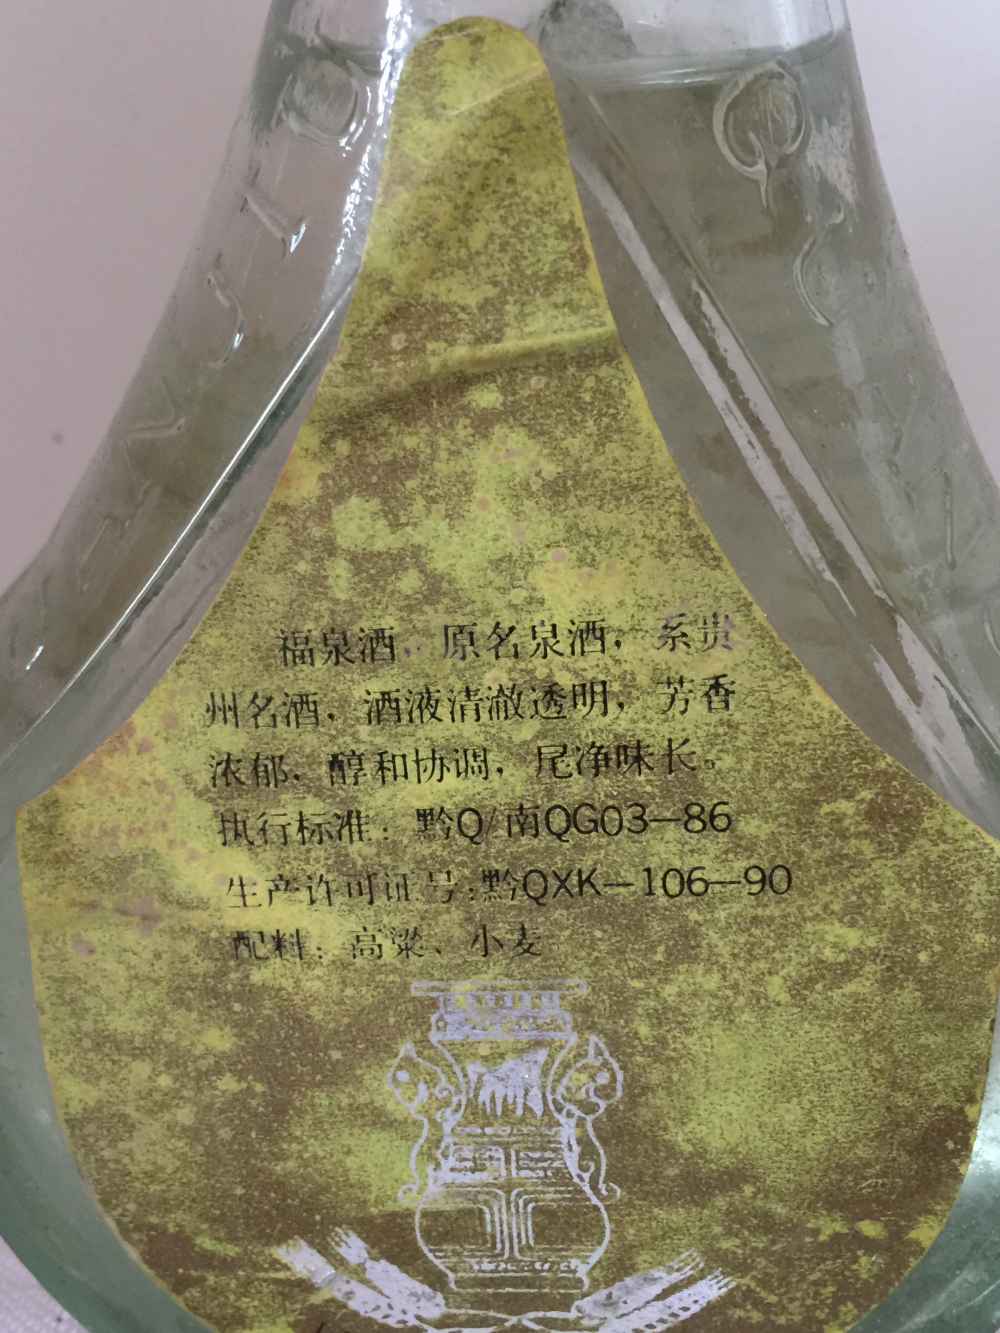 福泉酒，原名泉酒，系贵
州名酒，酒液清澈透明，芳香
浓郁，醇和协调，尾净味长。
执行标准：黔Q/南QG03—86
生产许可证号：黔QXK—106—90
配料：高粱、小麦